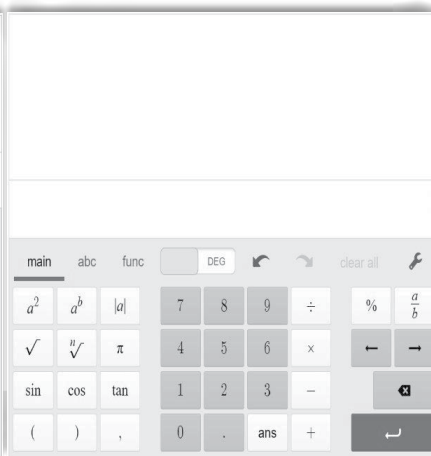 main abc func DEG clear all
a² aᵇ |a| 7 8 9 ÷ % a/b
√ ⁿ√ π 4 5 6 × ← →
sin cos tan 1 2 3 −
( ) , 0 . ans +